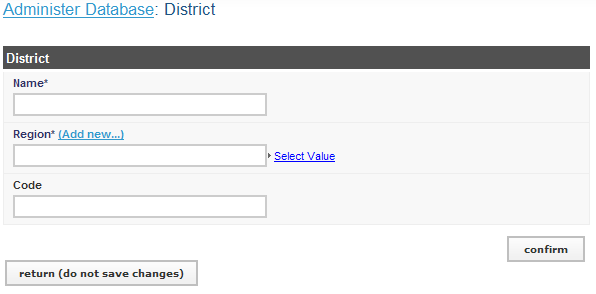 Administer Database: District
District
Name*
Region* (Add new...)
Select Value
Code
confirm
return (do not save changes)